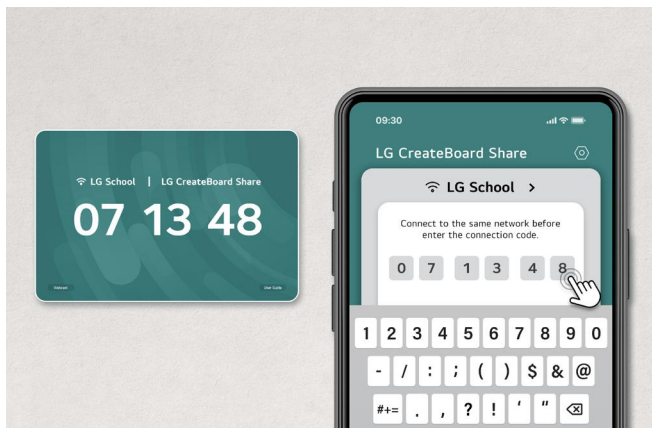 LG School | LG CreateBoard Share
07 13 48
User Guide
09:30
LG CreateBoard Share
LG School >
Connect to the same network before
enter the connection code.
0 7 1 3 4 8
1 2 3 4 5 6 7 8 9 0
- / : ; ( ) $ & @
#+= . , ? ! ‘ "